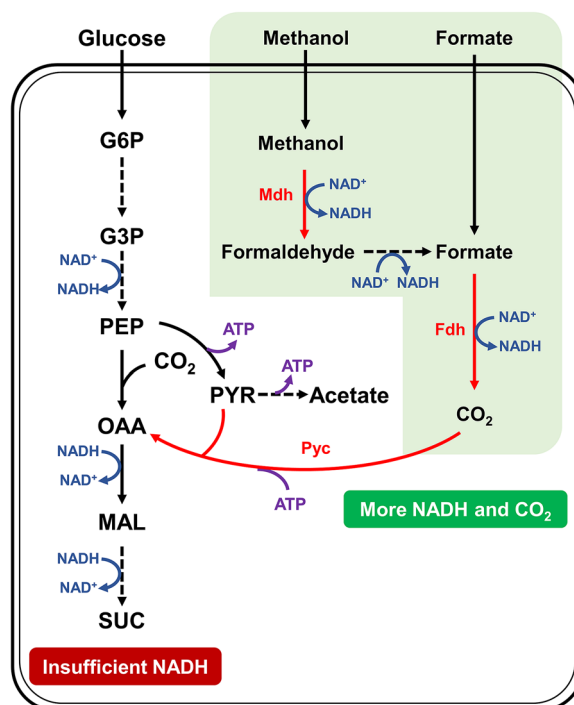 Glucose
Methanol
Formate
G6P
Methanol
Mdh
NAD⁺
NADH
G3P
Formaldehyde
Formate
NAD⁺
NADH
NAD⁺ NADH
PEP
ATP
Fdh
NAD⁺
NADH
CO₂
ATP
PYR
Acetate
OAA
CO₂
Pyc
NADH
NAD⁺
ATP
More NADH and CO₂
MAL
NADH
NAD⁺
SUC
Insufficient NADH